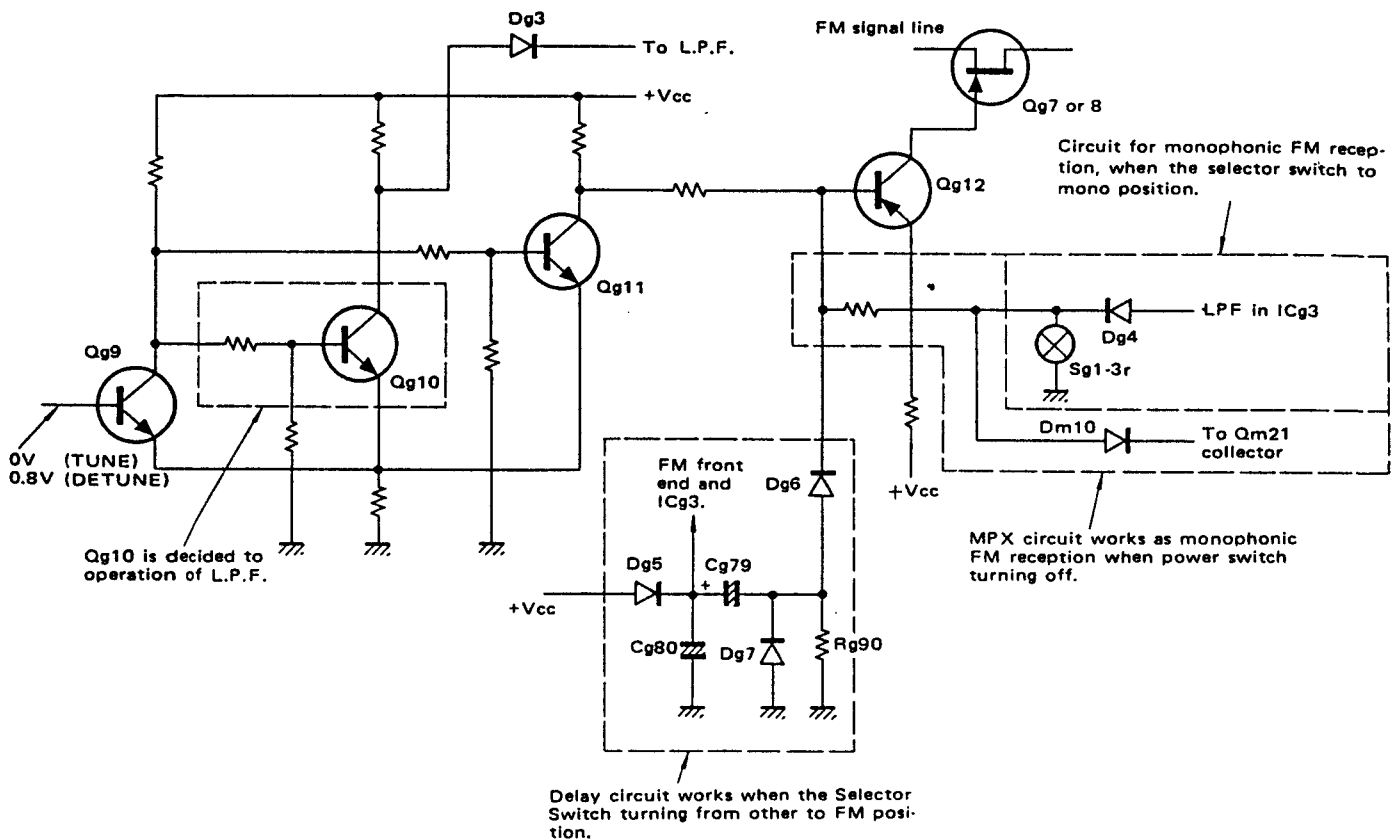 Dg3
To L.P.F.
+Vcc
FM signal line
Qg7 or 8
Circuit for monophonic FM recep-
tion, when the selector switch to
mono position.
Qg12
Qg11
Qg9
Qg10
LPF in ICg3
Dg4
Sg1-3r
Dm10
To Qm21
collector
0V (TUNE)
0.8V (DETUNE)
FM front
end and
ICg3.
Dg6
+Vcc
Qg10 is decided to
operation of L.P.F.
MPX circuit works as monophonic
FM reception when power switch
turning off.
Dg5
Cg79
+
+Vcc
Cg80
Dg7
Rg90
Delay circuit works when the Selector
Switch turning from other to FM posi-
tion.